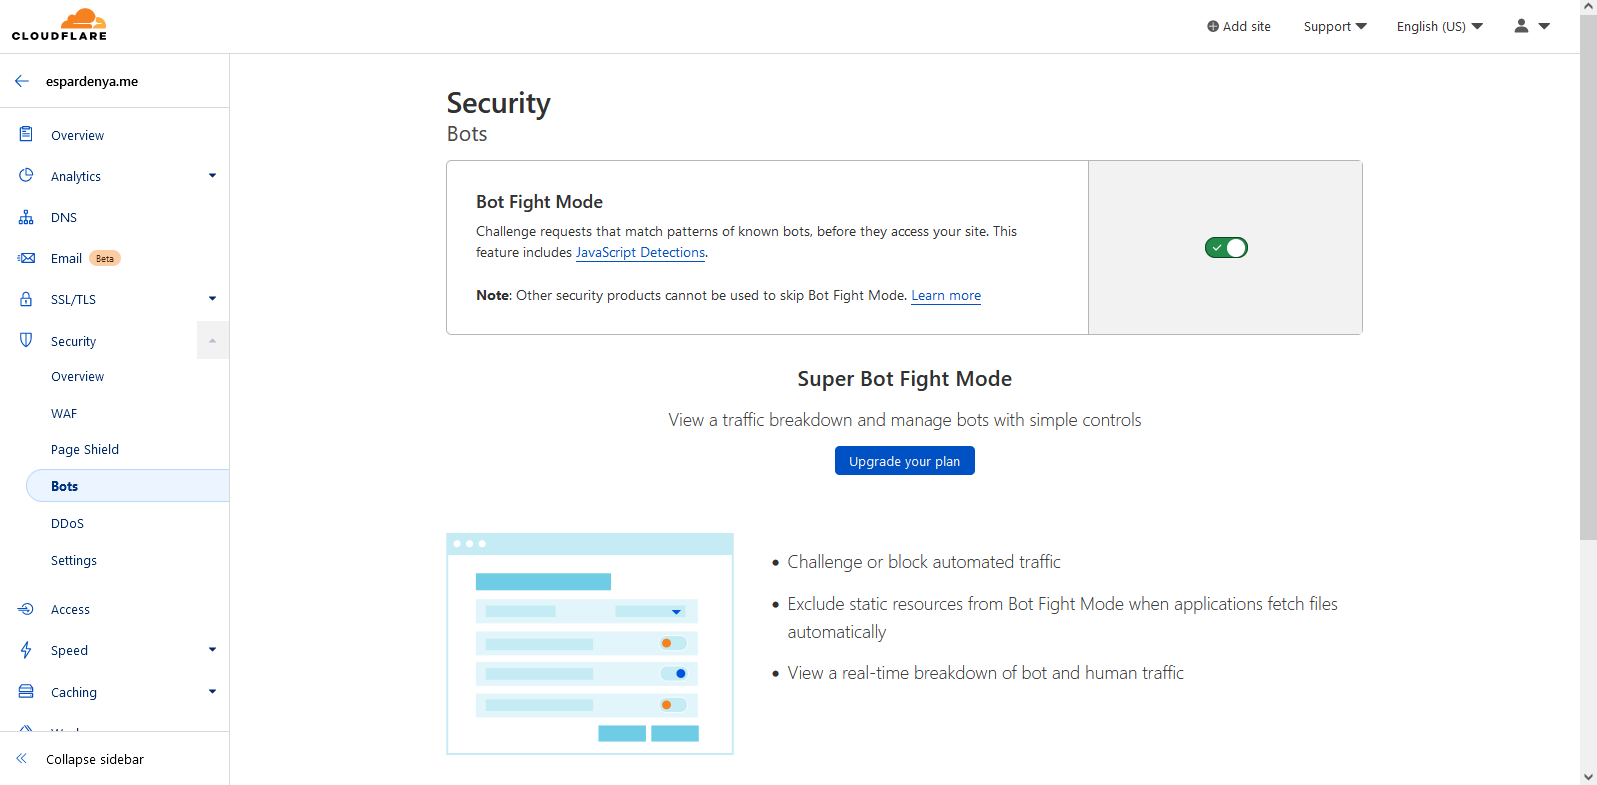 CLOUDFLARE
Add site
Support
English (US)
espardenya.me
Overview
Analytics
DNS
Email Beta
SSL/TLS
Security
Overview
WAF
Page Shield
Bots
DDoS
Settings
Access
Speed
Caching
Collapse sidebar
Security
Bots
Bot Fight Mode
Challenge requests that match patterns of known bots, before they access your site. This
feature includes JavaScript Detections.
Note: Other security products cannot be used to skip Bot Fight Mode. Learn more
Super Bot Fight Mode
View a traffic breakdown and manage bots with simple controls
Upgrade your plan
• Challenge or block automated traffic
• Exclude static resources from Bot Fight Mode when applications fetch files
automatically
• View a real-time breakdown of bot and human traffic